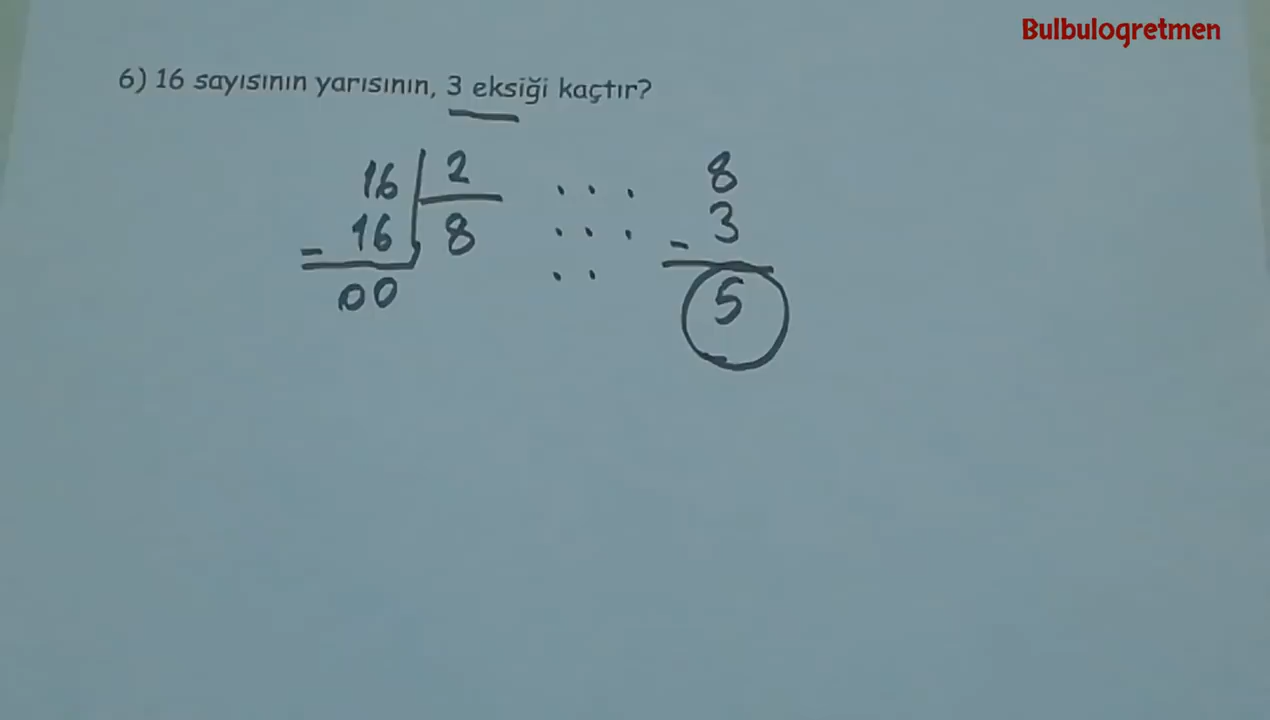 Bulbulogretmen
6) 16 sayısının yarısının, 3 eksiği kaçtır?
16 2 ... 8
- 16 8 ... - 3
00 .. 5